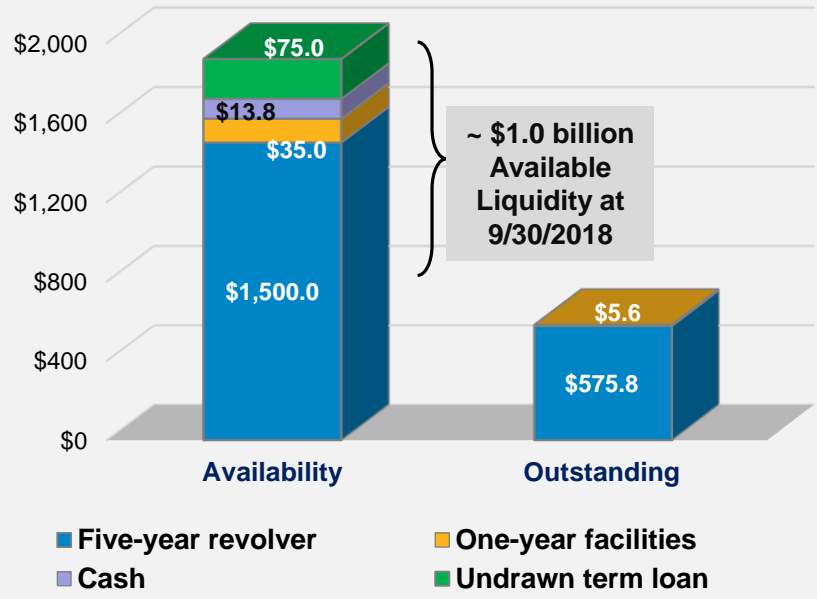 $2,000
$1,600
$1,200
$800
$400
$0
$75.0
$13.8
$35.0
$1,500.0
~ $1.0 billion
Available
Liquidity at
9/30/2018
$5.6
$575.8
Availability
Outstanding
Five-year revolver
One-year facilities
Cash
Undrawn term loan